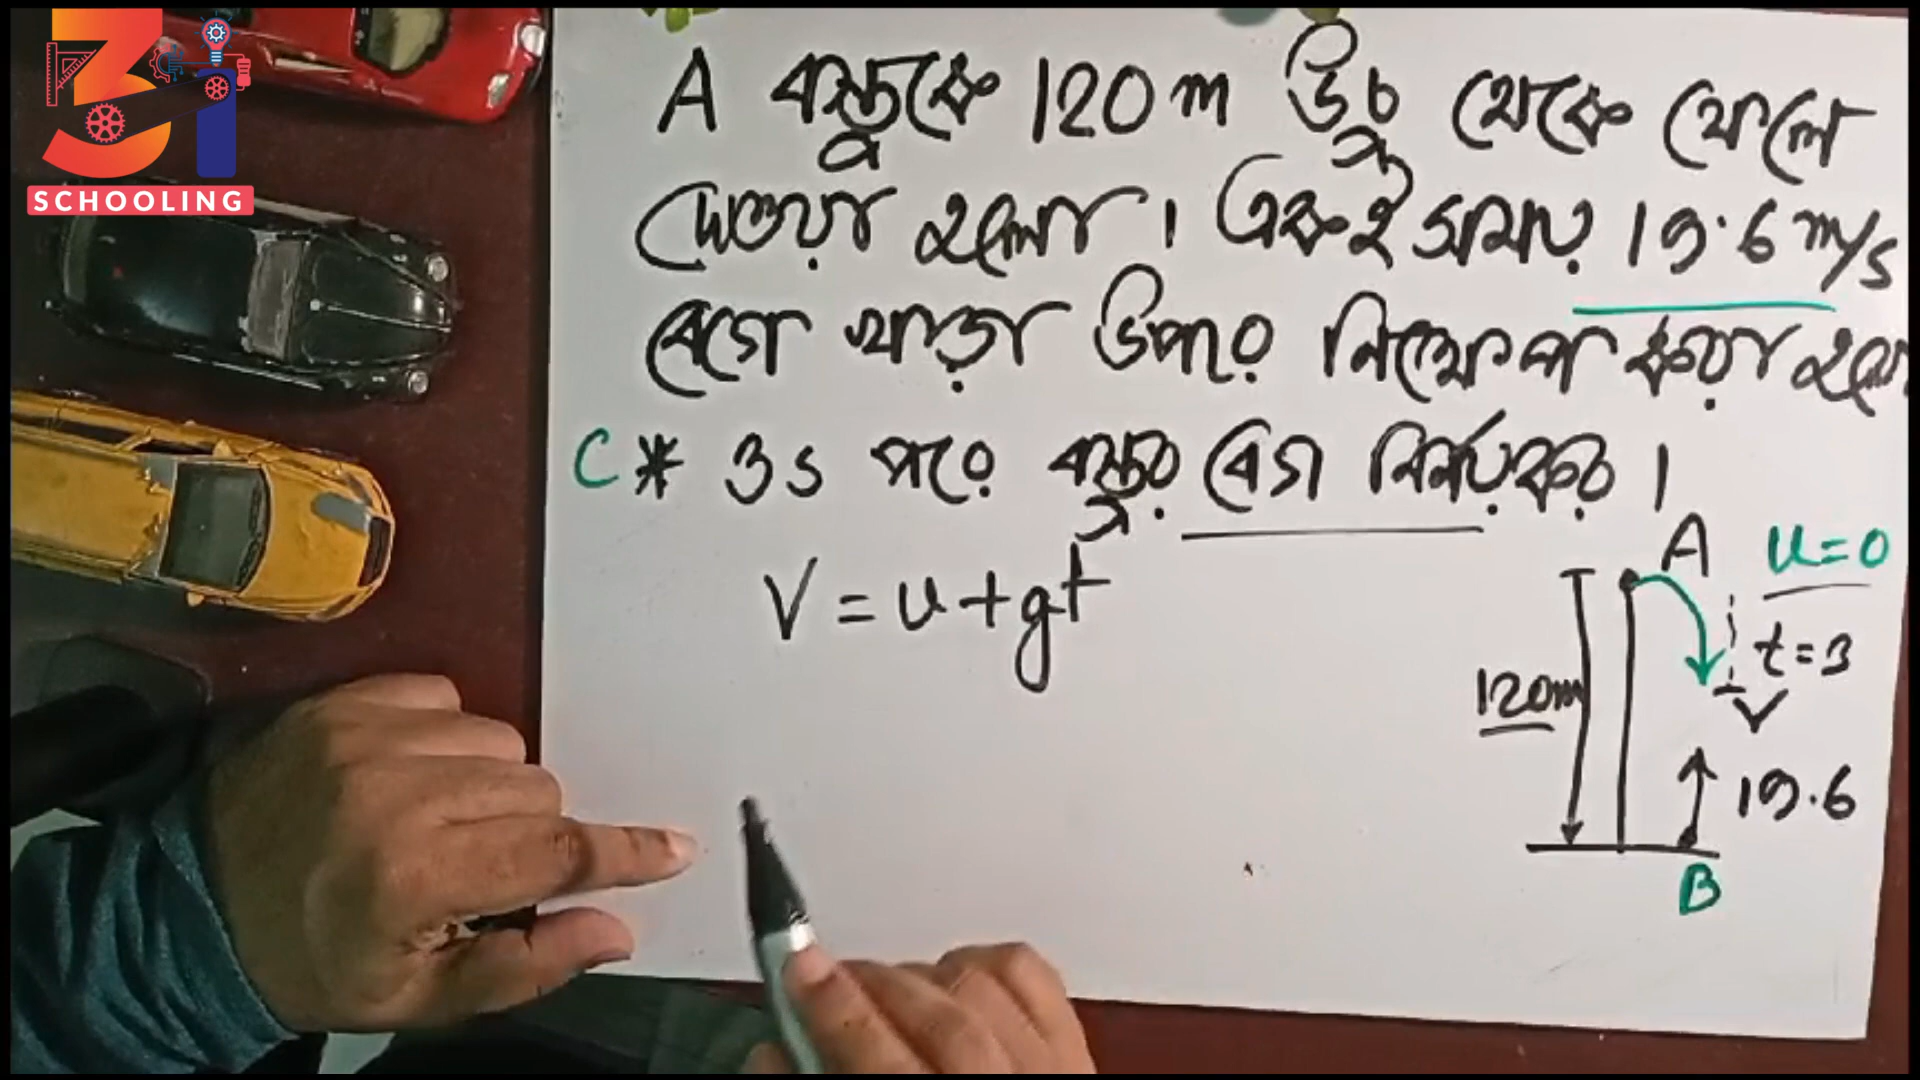 31
SCHOOLING
A বস্তুকে 120 m উঁচু থেকে ফেলে
দেওয়া হলো। একই সময় 19.6 m/s
বেগে খাড়া উপরে নিক্ষেপ করা হলো
C * 3s পরে বস্তুর বেগ নির্ণয় কর।
V = u + gt
A u = 0
t = 3
120m
V
19.6
B